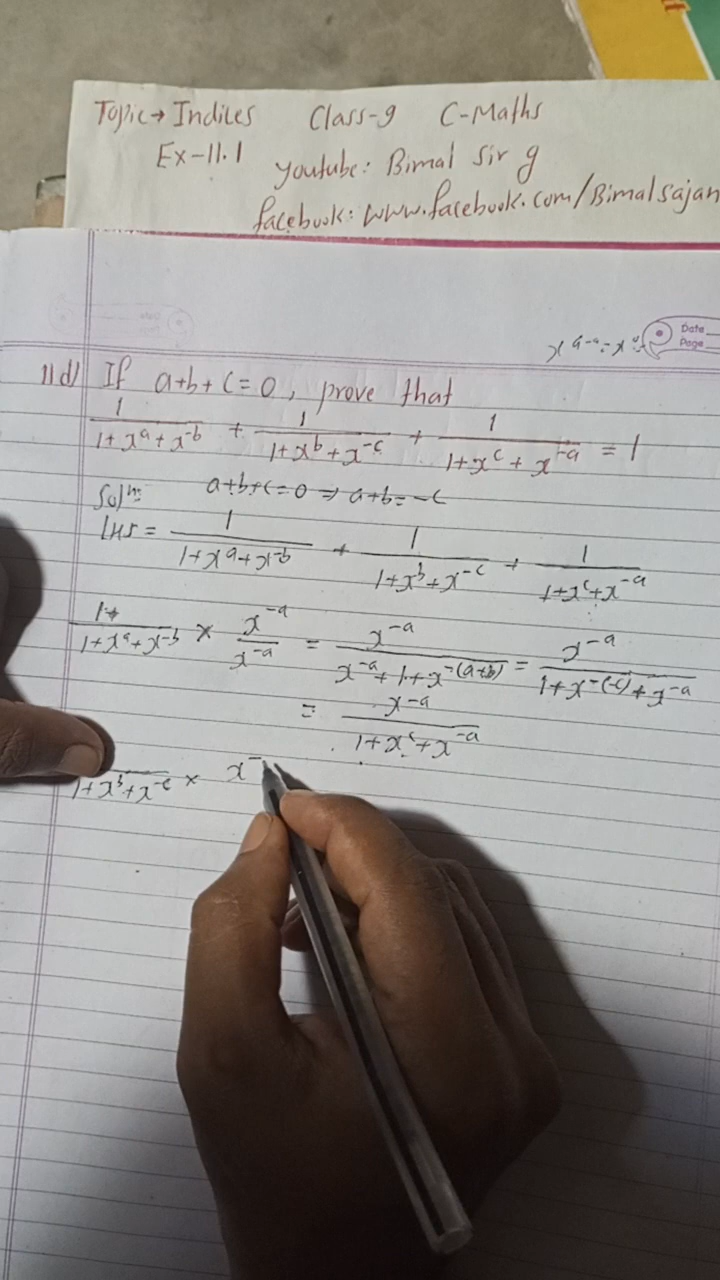 Topic→ Indices Class-9 C-Maths
Ex-11.1 youtube: Bimal Sir g
facebook: www.facebook.com/Bimalsajan
Date
Page
11d) If a+b+c=0, prove that
1/(1+x^a+x^-b) + 1/(1+x^b+x^-c) + 1/(1+x^c+x^-a) = 1
Soln: a+b+c=0 ⇒ a+b=-c
LHS = 1/(1+x^a+x^-b) + 1/(1+x^b+x^-c) + 1/(1+x^c+x^-a)
1/(1+x^a+x^-b) × x^-a/x^-a = x^-a/(x^-a+1+x^-(a+b)) = x^-a/(1+x^-(-c)+x^-a)
= x^-a/(1+x^c+x^-a)
1+x^b+x^-c × x^-